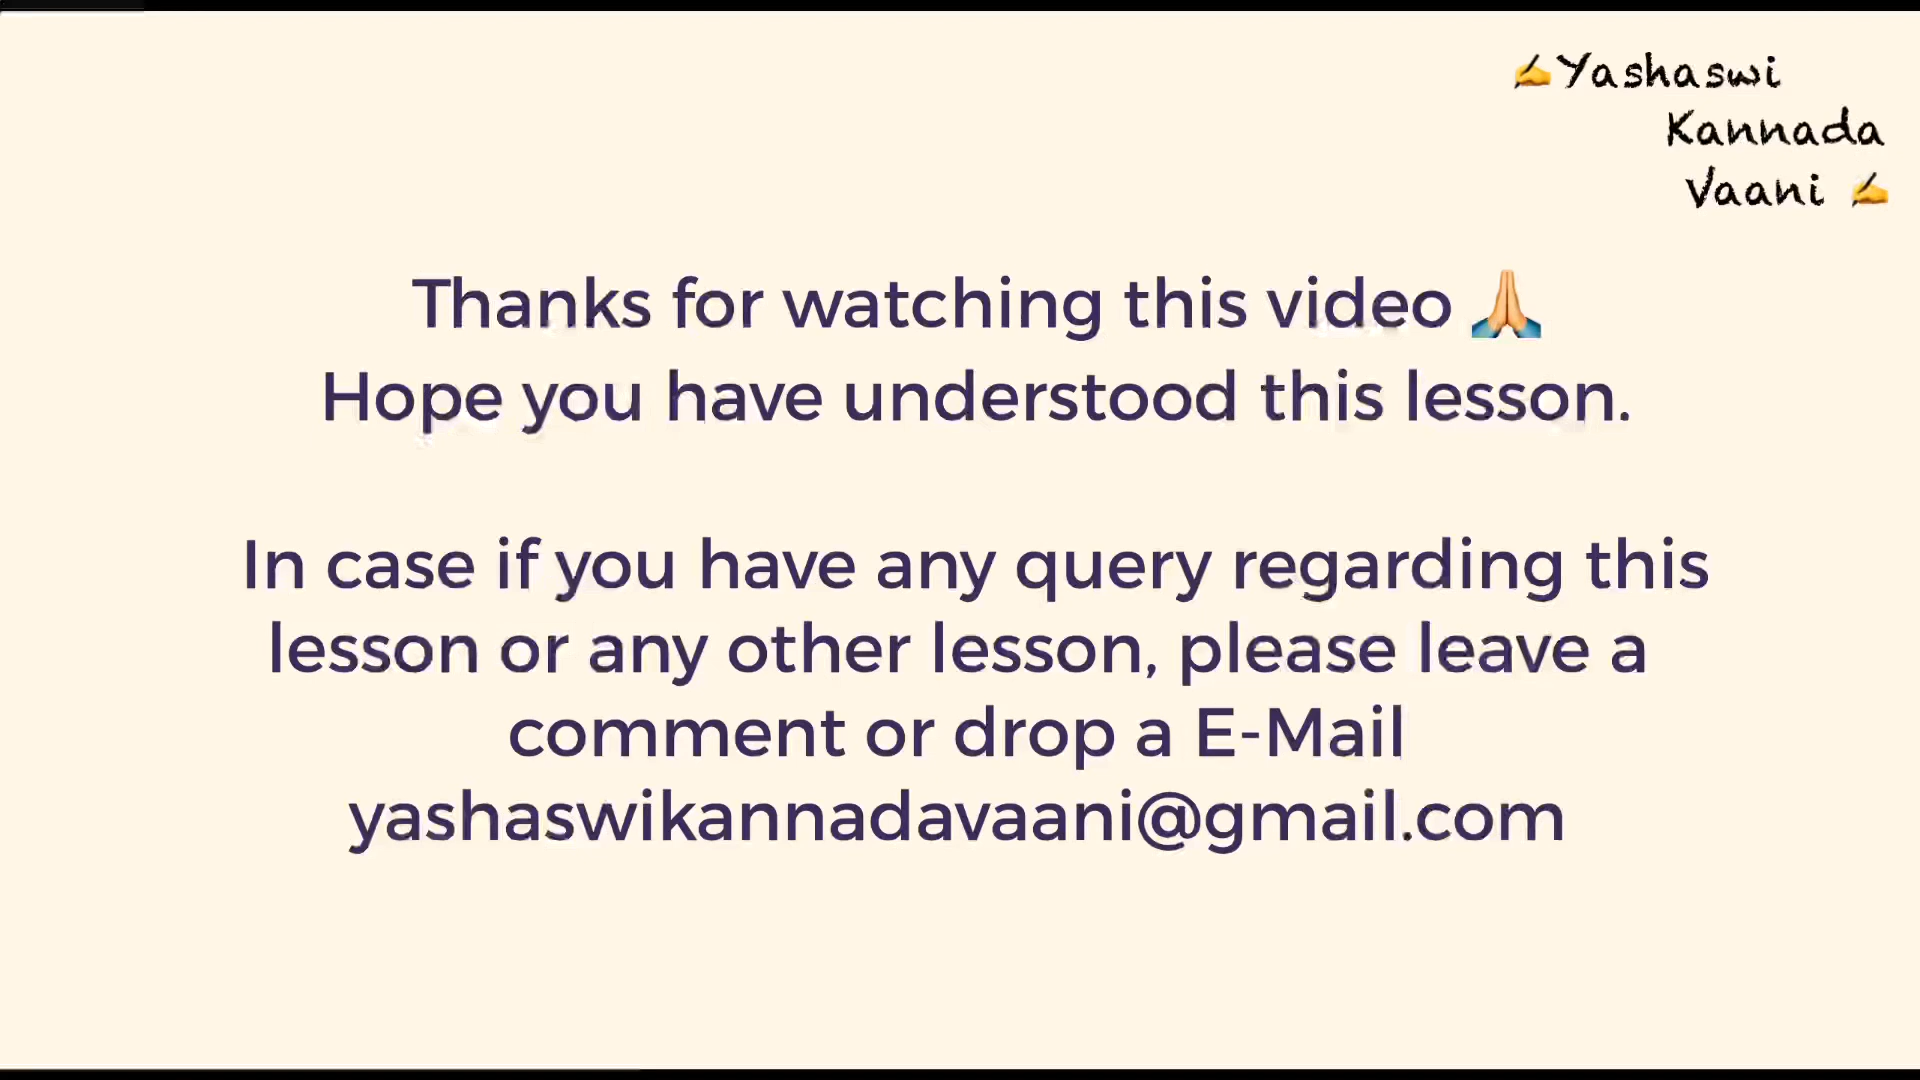 ✍Yashaswi
Kannada
Vaani ✍
Thanks for watching this video 🙏
Hope you have understood this lesson.
In case if you have any query regarding this
lesson or any other lesson, please leave a
comment or drop a E-Mail
yashaswikannadavaani@gmail.com